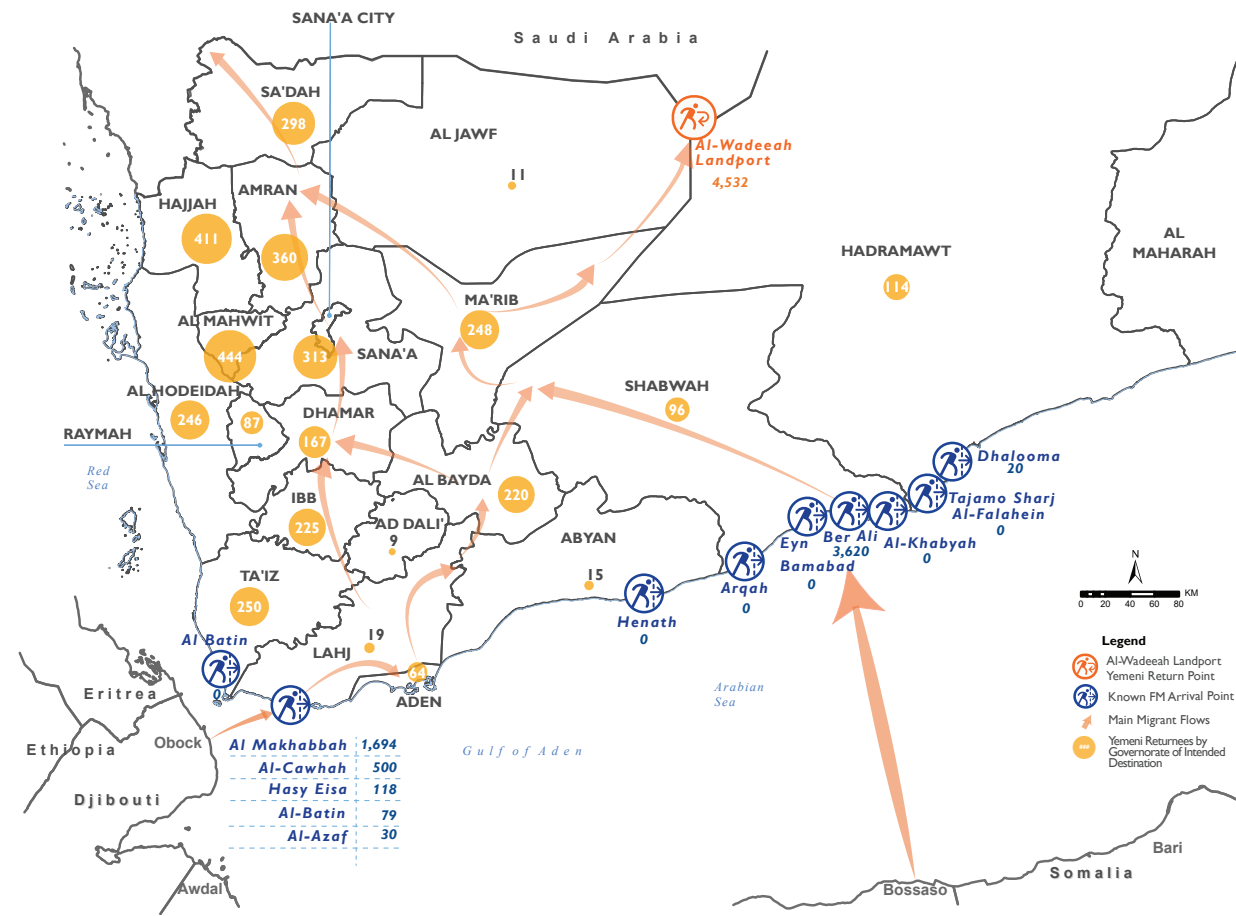 SANA'A CITY
Saudi Arabia
SA'DAH
298
AL JAWF
11
Al-Wadeeah
Landport
4,532
AMRAN
HAJJAH
411
360
HADRAMAWT
114
AL
MAHARAH
MA'RIB
248
AL MAHWIT
444
313
SANA'A
SHABWAH
96
AL HODEIDAH
246
87
DHAMAR
167
RAYMAH
Red
Sea
AL BAYDA
220
IBB
225
AD DALI'
9
ABYAN
15
Dhalooma
20
Tajamo Sharj
Al-Falahein
0
Al-Khabyah
0
Ber Ali
3,620
Eyn
Bamabad
0
Arqah
0
Henath
0
TA'IZ
250
Al Batin
0
LAHJ
19
64
ADEN
N
0 20 40 60 80 KM
Legend
Al-Wadeeah Landport
Yemeni Return Point
Known FM Arrival Point
Main Migrant Flows
###
Yemeni Returnees by
Governorate of Intended
Destination
Arabian
Sea
Gulf of Aden
Eritrea
Ethiopia
Obock
Djibouti
Awdal
Al Makhabbah 1,694
Al-Cawhah 500
Hasy Eisa 118
Al-Batin 79
Al-Azaf 30
Bari
Somalia
Bossaso